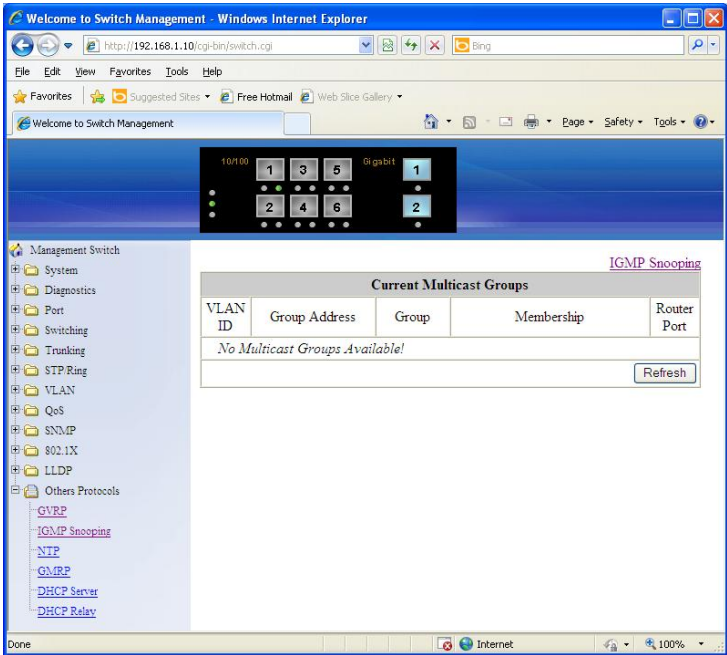 Welcome to Switch Management - Windows Internet Explorer
http://192.168.1.10/cgi-bin/switch.cgi
Bing
File Edit View Favorites Tools Help
Favorites Suggested Sites Free Hotmail Web Slice Gallery
Welcome to Switch Management
Page Safety Tools
10/100 1 3 5 Gigabit 1
2 4 6 2
Management Switch
System
Diagnostics
Port
Switching
Trunking
STP/Ring
VLAN
QoS
SNMP
802.1X
LLDP
Others Protocols
GVRP
IGMP Snooping
NTP
GMRP
DHCP Server
DHCP Relay
IGMP Snooping
Current Multicast Groups
VLAN ID Group Address Group Membership Router Port
No Multicast Groups Available!
Refresh
Done Internet 100%